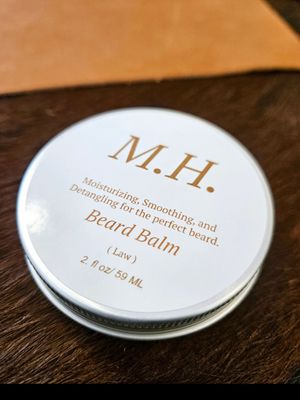 M.H.
Moisturizing, Smoothing, and
Detangling for the perfect beard.
Beard Balm
( Law )
2. fl oz/ 59 ML